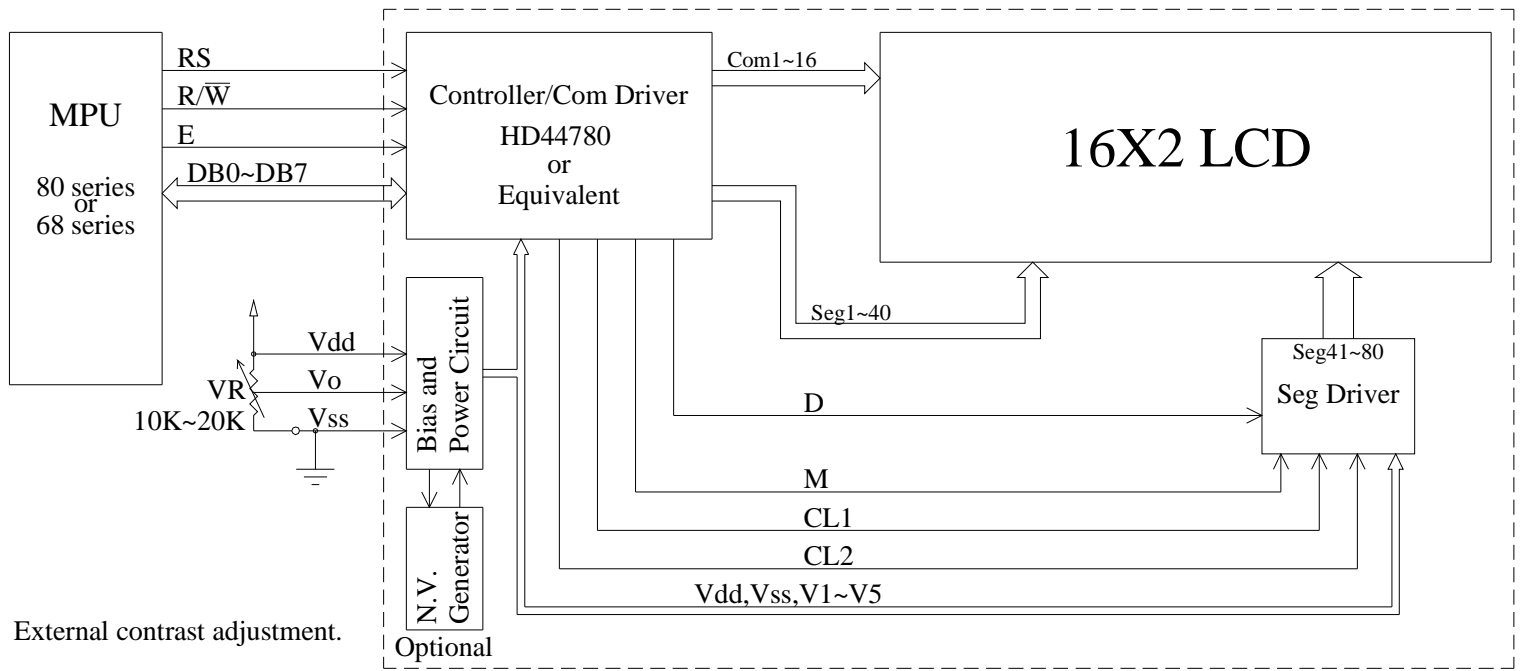 MPU
80 series
or
68 series
RS
R/W̅
E
DB0~DB7
Controller/Com Driver
HD44780
or
Equivalent
Com1~16
16X2 LCD
Seg1~40
Seg41~80
Seg Driver
Vdd
Vo
Vss
VR
10K~20K
Bias and
Power Circuit
N.V.
Generator
Optional
D
M
CL1
CL2
Vdd,Vss,V1~V5
External contrast adjustment.